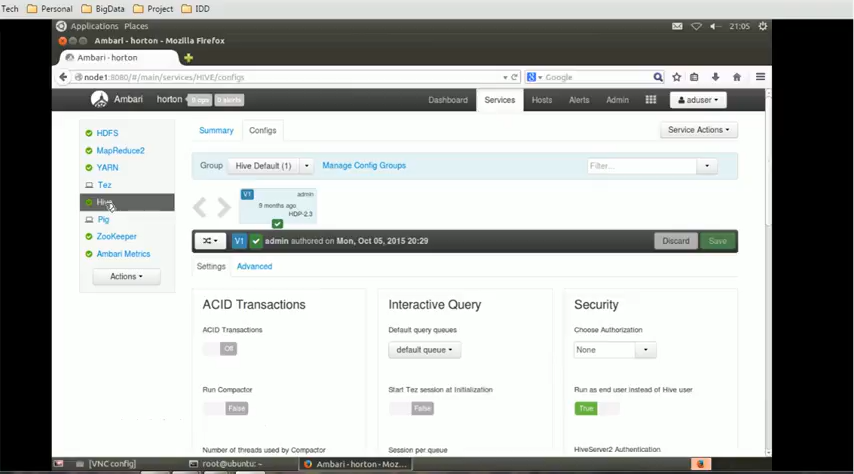 Tech Personal BigData Project IDD
Applications Places 21:05
Ambari - horton - Mozilla Firefox
Ambari - horton
node1:8080/#/main/services/HIVE/configs Google
Ambari horton 0 ops 0 alerts Dashboard Services Hosts Alerts Admin aduser
HDFS
MapReduce2
YARN
Tez
Hive
Pig
ZooKeeper
Ambari Metrics
Actions
Summary Configs Service Actions
Group Hive Default (1) Manage Config Groups Filter...
V1 admin
9 months ago
HDP-2.3
V1 admin authored on Mon, Oct 05, 2015 20:29 Discard Save
Settings Advanced
ACID Transactions Interactive Query Security
ACID Transactions Default query queues Choose Authorization
Off default queue None
Run Compactor Start Tez session at Initialization Run as end user instead of Hive user
False False True
Number of threads used by Compactor Session per queue HiveServer2 Authentication
[VNC config] root@ubuntu: ~ Ambari - horton - Moz...